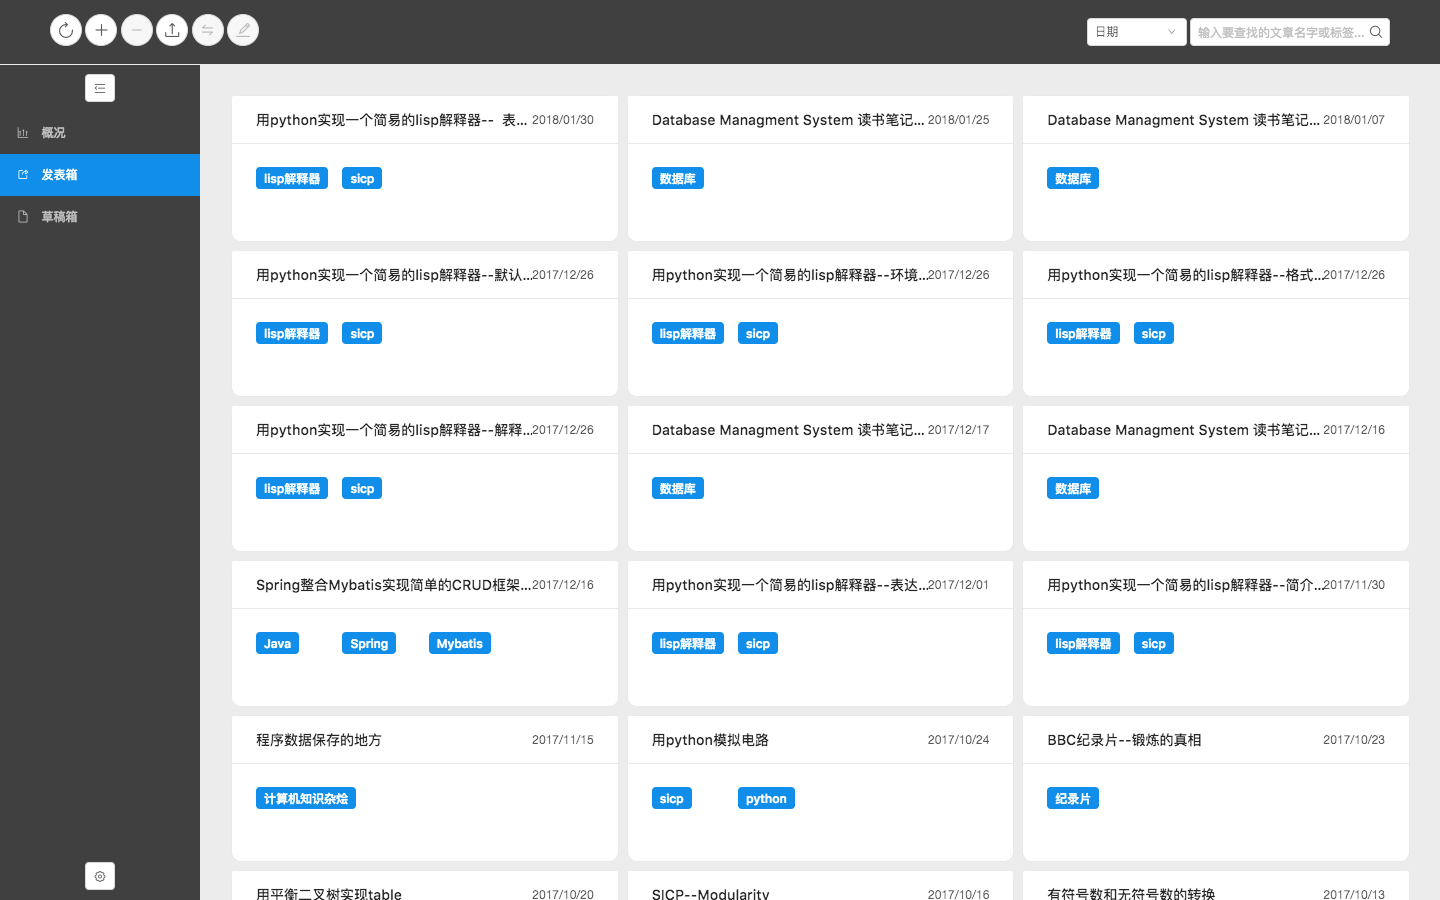 日期
输入要查找的文章名字或标签...
概况
发表箱
草稿箱
用python实现一个简易的lisp解释器-- 表... 2018/01/30
lisp解释器 sicp
Database Managment System 读书笔记... 2018/01/25
数据库
Database Managment System 读书笔记... 2018/01/07
数据库
用python实现一个简易的lisp解释器--默认... 2017/12/26
lisp解释器 sicp
用python实现一个简易的lisp解释器--环境... 2017/12/26
lisp解释器 sicp
用python实现一个简易的lisp解释器--格式... 2017/12/26
lisp解释器 sicp
用python实现一个简易的lisp解释器--解释... 2017/12/26
lisp解释器 sicp
Database Managment System 读书笔记... 2017/12/17
数据库
Database Managment System 读书笔记... 2017/12/16
数据库
Spring整合Mybatis实现简单的CRUD框架... 2017/12/16
Java Spring Mybatis
用python实现一个简易的lisp解释器--表达... 2017/12/01
lisp解释器 sicp
用python实现一个简易的lisp解释器--简介... 2017/11/30
lisp解释器 sicp
程序数据保存的地方 2017/11/15
计算机知识杂烩
用python模拟电路 2017/10/24
sicp python
BBC纪录片--锻炼的真相 2017/10/23
纪录片
用平衡二叉树实现table 2017/10/20
SICP--Modularity 2017/10/16
有符号数和无符号数的转换 2017/10/13